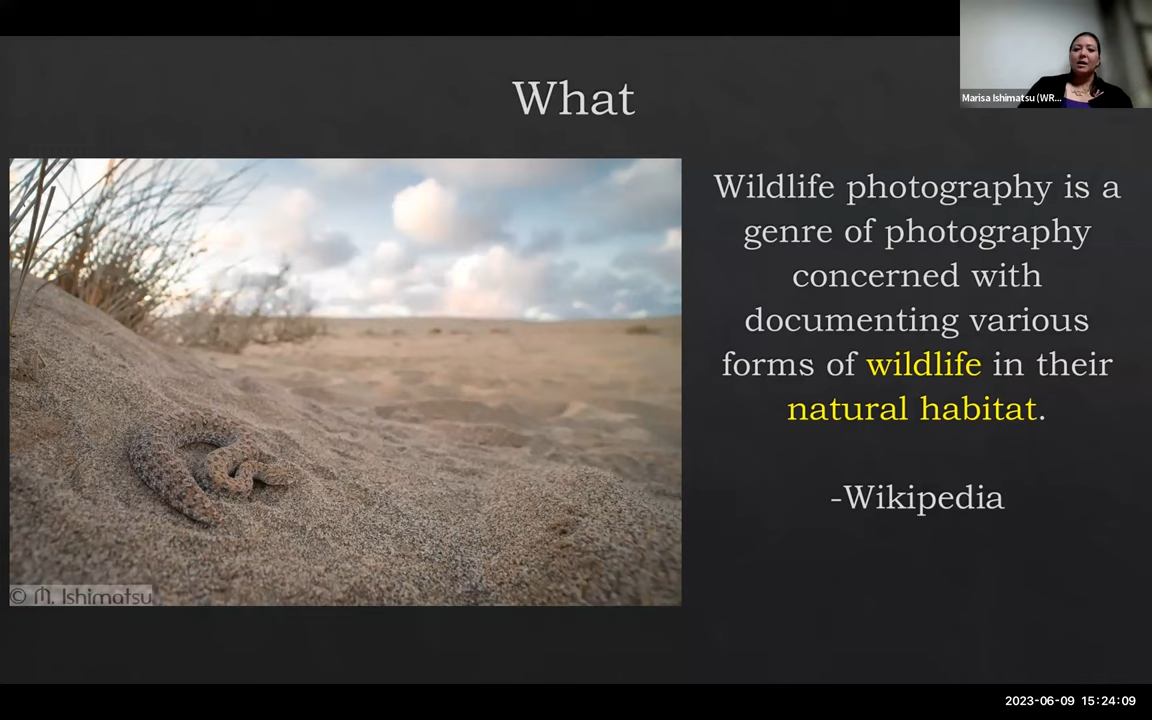 Marisa Ishimatsu (WR...
What
Wildlife photography is a
genre of photography
concerned with
documenting various
forms of wildlife in their
natural habitat.
-Wikipedia
© M. Ishimatsu
2023-06-09 15:24:09